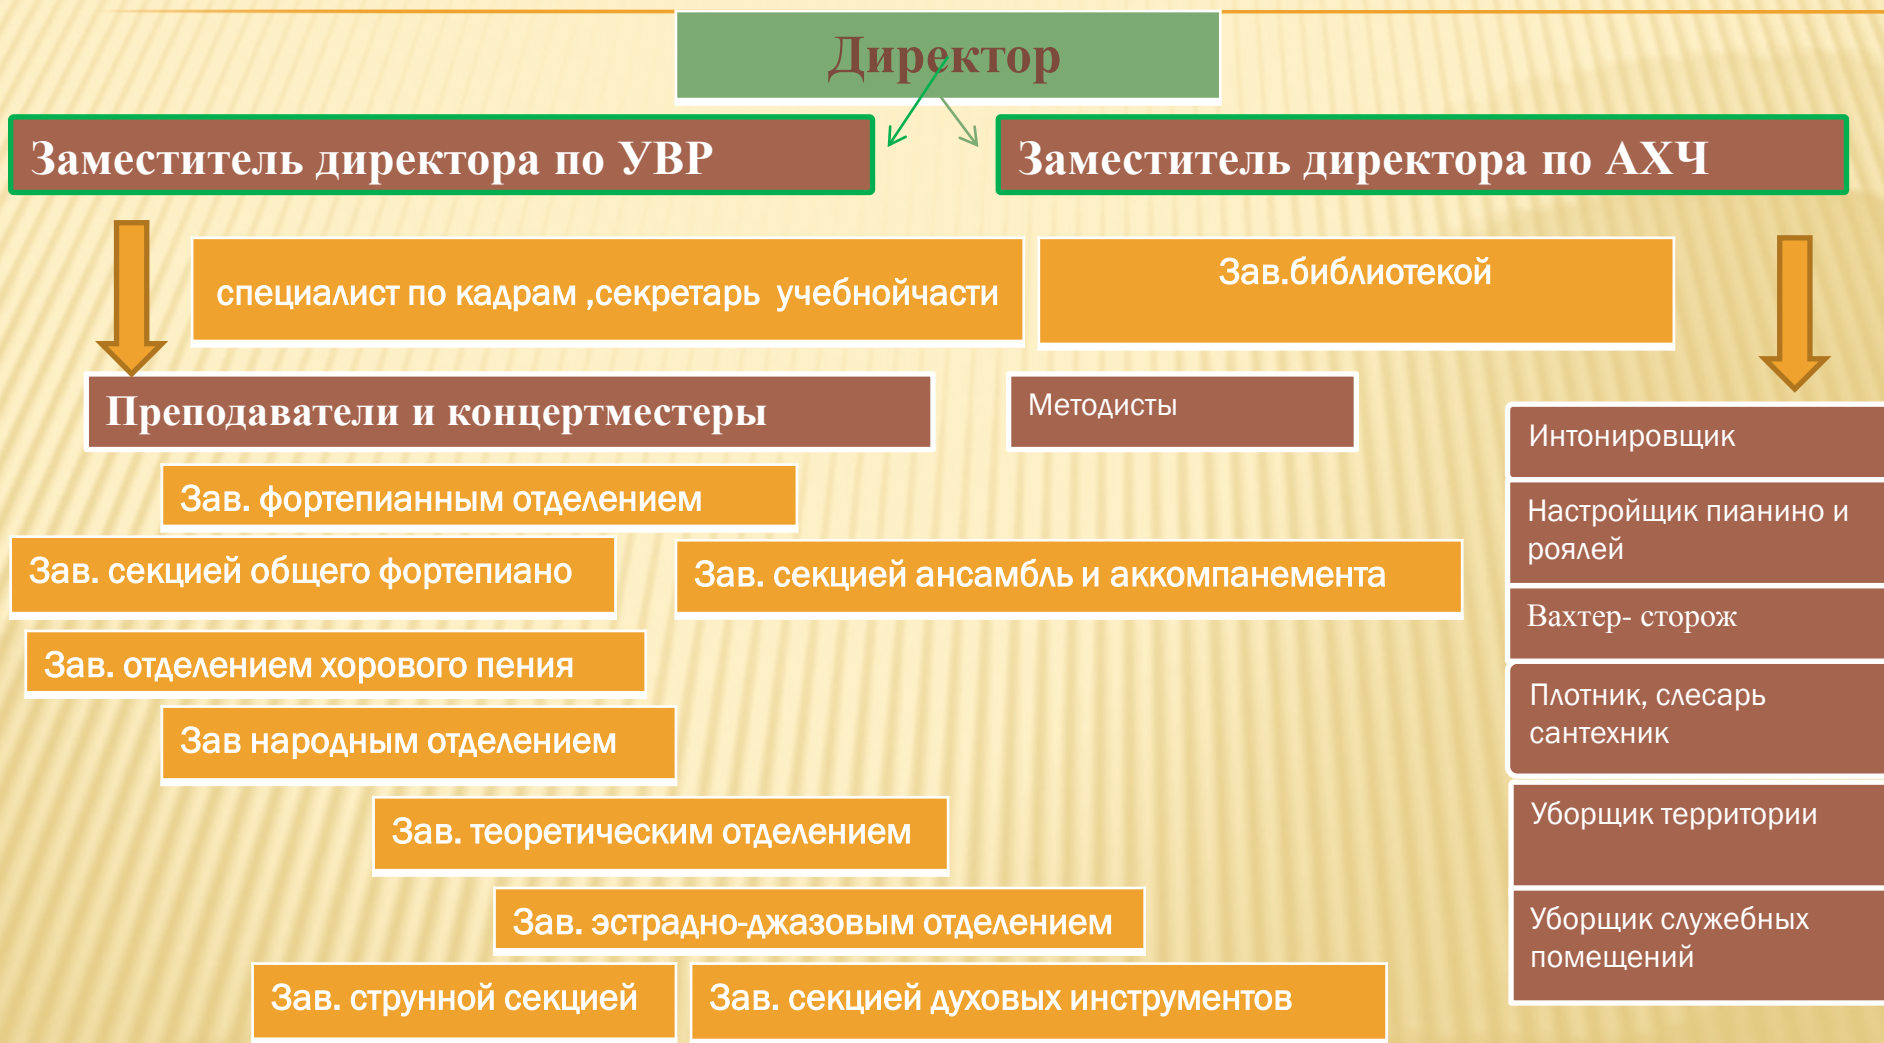 Директор
Заместитель директора по УВР
Заместитель директора по АХЧ
специалист по кадрам ,секретарь учебнойчасти
Зав.библиотекой
Преподаватели и концертместеры
Методисты
Интонировщик
Настройщик пианино и
роялей
Вахтер- сторож
Плотник, слесарь
сантехник
Уборщик территории
Уборщик служебных
помещений
Зав. фортепианным отделением
Зав. секцией общего фортепиано
Зав. секцией ансамбль и аккомпанемента
Зав. отделением хорового пения
Зав народным отделением
Зав. теоретическим отделением
Зав. эстрадно-джазовым отделением
Зав. струнной секцией
Зав. секцией духовых инструментов